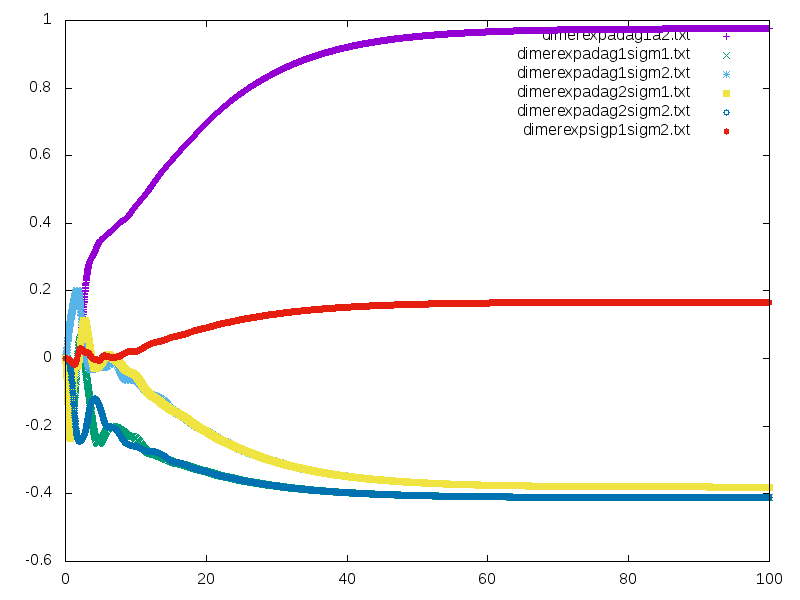 1
dimerexpadag1a2.txt
dimerexpadag1sigm1.txt
dimerexpadag1sigm2.txt
dimerexpadag2sigm1.txt
dimerexpadag2sigm2.txt
dimerexpsigp1sigm2.txt
0.8
0.6
0.4
0.2
0
-0.2
-0.4
-0.6
0 20 40 60 80 100